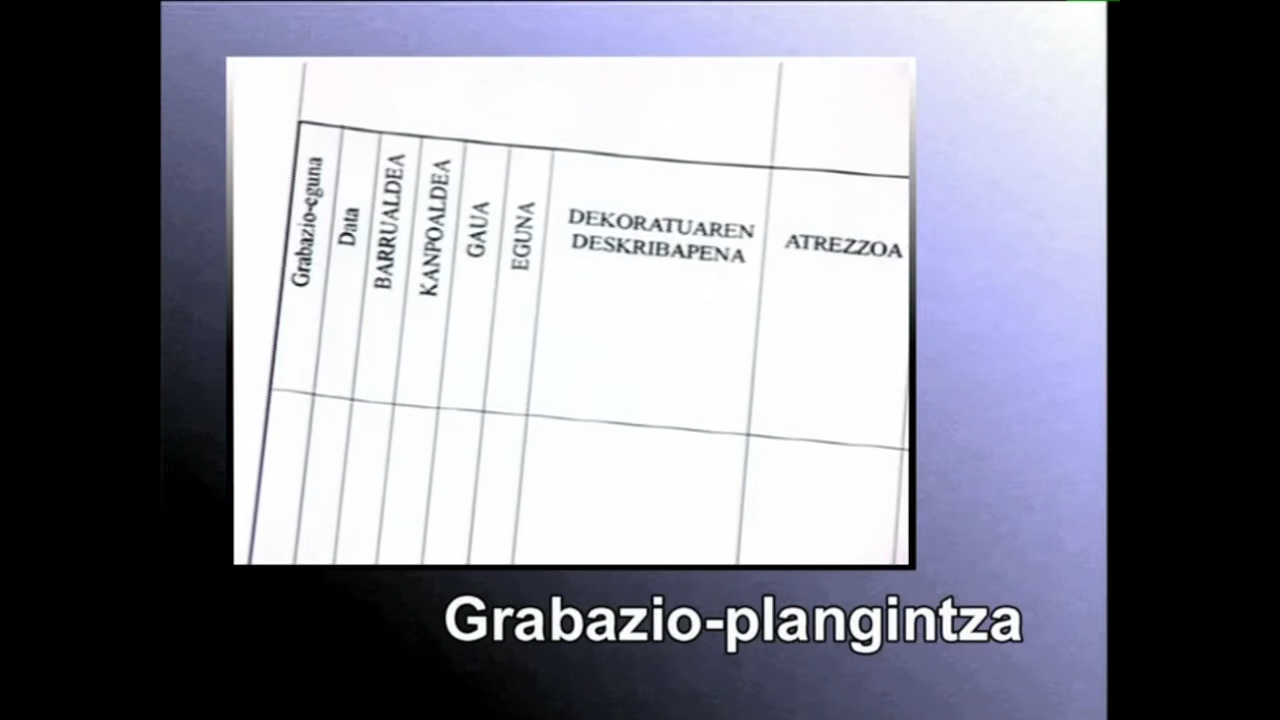 Grabazio-eguna
Data
BARRUALDEA
KANPOALDEA
GAUA
EGUNA
DEKORATUAREN
DESKRIBAPENA
ATREZZOA
Grabazio-plangintza